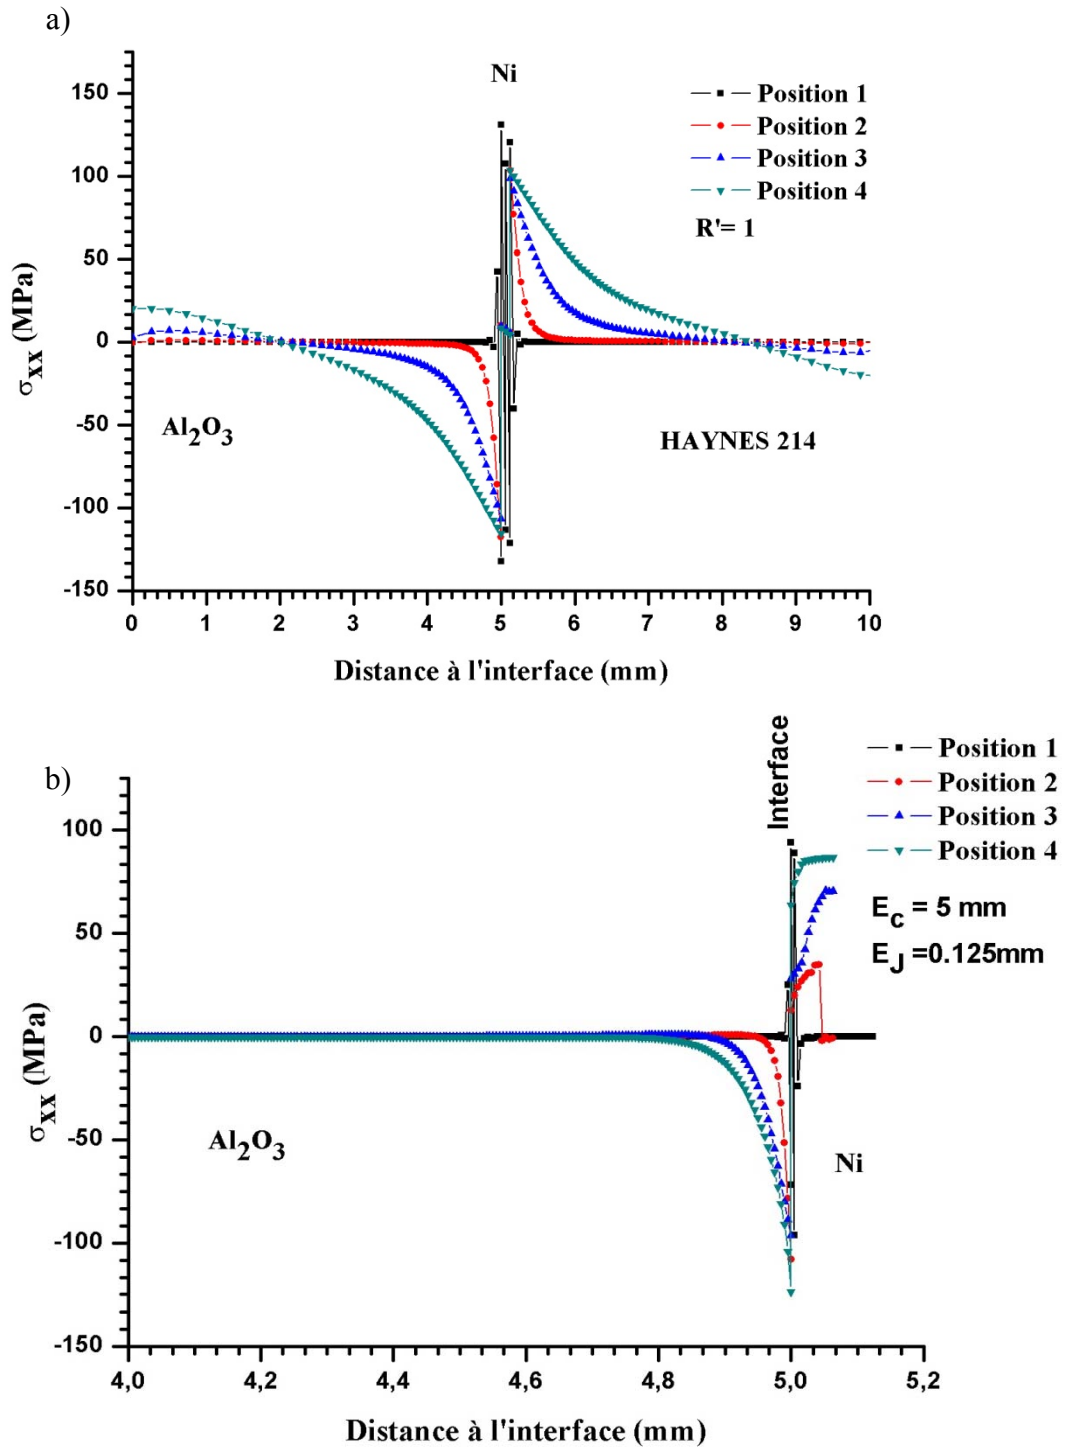 a)
Ni
Position 1
Position 2
Position 3
Position 4
R'= 1
150
100
50
0
-50
-100
-150
σxx (MPa)
Al2O3
HAYNES 214
0 1 2 3 4 5 6 7 8 9 10
Distance à l'interface (mm)
b)
Interface
Position 1
Position 2
Position 3
Position 4
Ec = 5 mm
EJ =0.125mm
100
50
0
-50
-100
-150
σxx (MPa)
Al2O3
Ni
4,0 4,2 4,4 4,6 4,8 5,0 5,2
Distance à l'interface (mm)